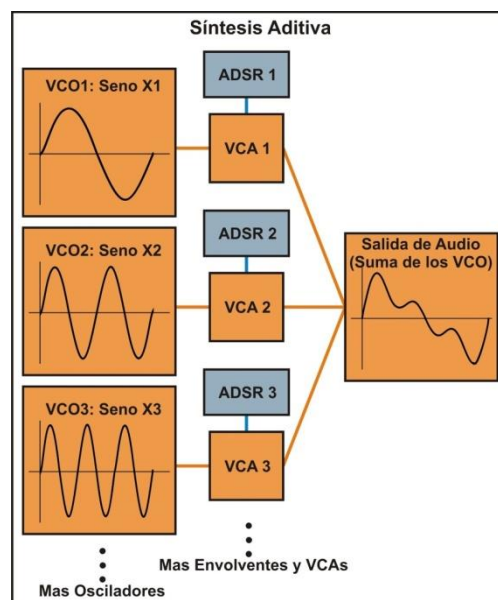 Síntesis Aditiva
VCO1: Seno X1
ADSR 1
VCA 1
VCO2: Seno X2
ADSR 2
VCA 2
Salida de Audio
(Suma de los VCO)
VCO3: Seno X3
ADSR 3
VCA 3
Mas Envolventes y VCAs
Mas Osciladores